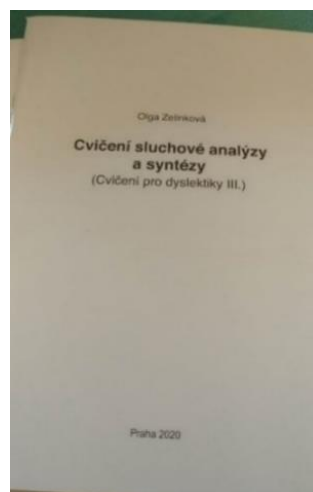 Olga Zelinková
Cvičení sluchové analýzy
a syntézy
(Cvičení pro dyslektiky III.)
Praha 2020